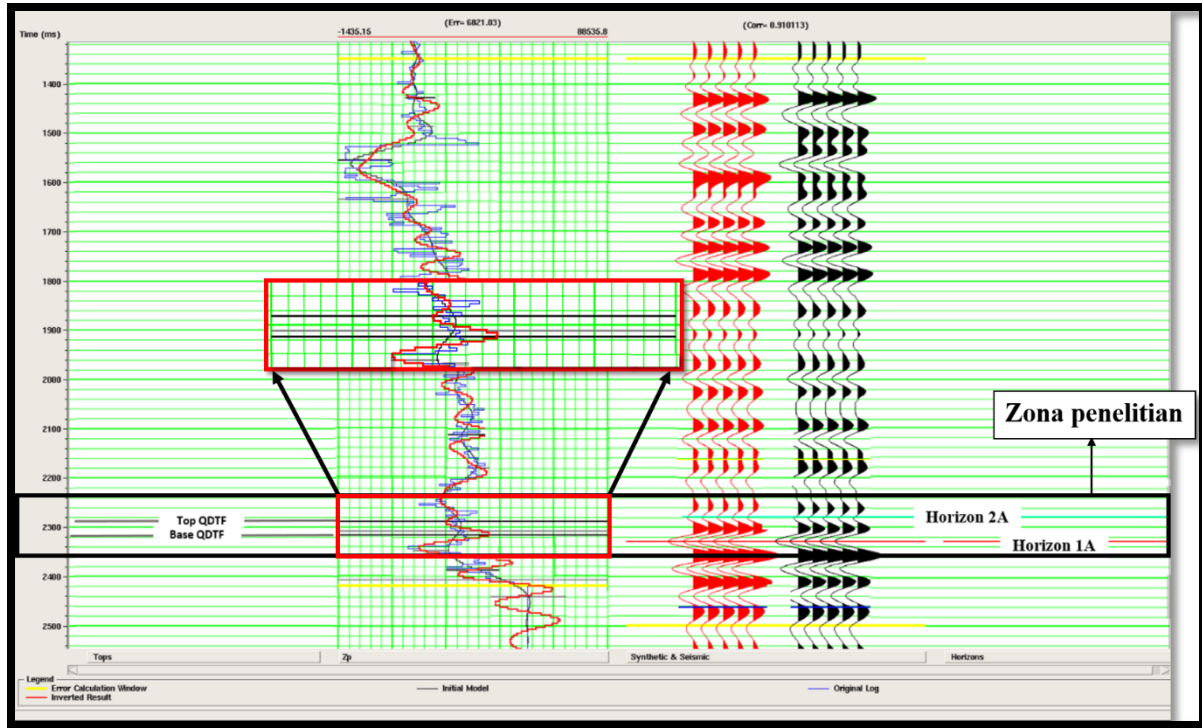 (Err= 6821.03)
(Corr= 0.910113)
Time (ms)
-1435.15
88535.8
1400
1500
1600
1700
1800
1900
2000
2100
2200
2300
2400
2500
Zona penelitian
Top QDTF
Base QDTF
Horizon 2A
Horizon 1A
Tops
Zp
Synthetic & Seismic
Horizons
Legend
Error Calculation Window
Initial Model
Original Log
Inverted Result